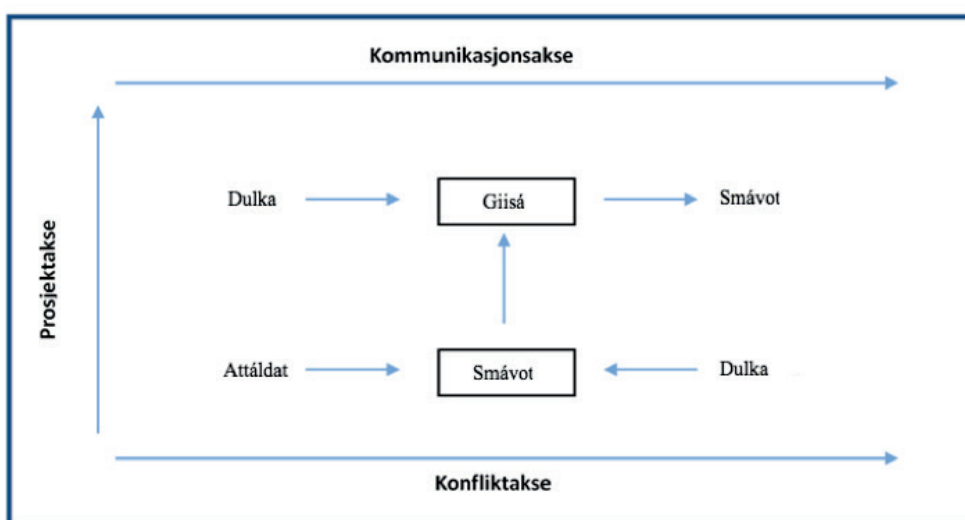 Kommunikasjonsakse
Prosjektakse
Dulka
Giisá
Smávot
Attáldat
Smávot
Dulka
Konfliktakse